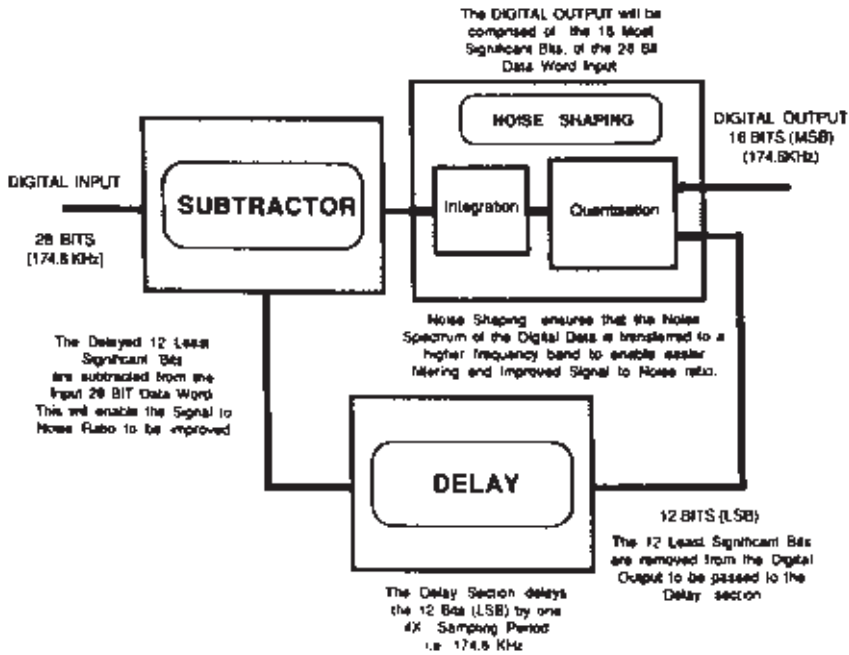 The DIGITAL OUTPUT will be
comprised of the 16 Most
Significant Bits, of the 28 Bit
Data Word Input
NOISE SHAPING
DIGITAL OUTPUT
16 BITS (MSB)
(174.6KHz)
DIGITAL INPUT
SUBTRACTOR
Integration
Quantisation
28 BITS
[174.6 KHz]
Noise Shaping ensures that the Noise
Spectrum of the Digital Data is transferred to a
higher frequency band to enable easier
filtering and improved Signal to Noise ratio.
The Delayed 12 Least
Significant Bits
are subtracted from the
Input 28 BIT Data Word
This will enable the Signal to
Noise Ratio to be improved
DELAY
12 BITS (LSB)
The 12 Least Significant Bits
are removed from the Digital
Output to be passed to the
Delay section
The Delay Section delays
the 12 Bits (LSB) by one
4X Sampling Period
i.e 174.6 KHz